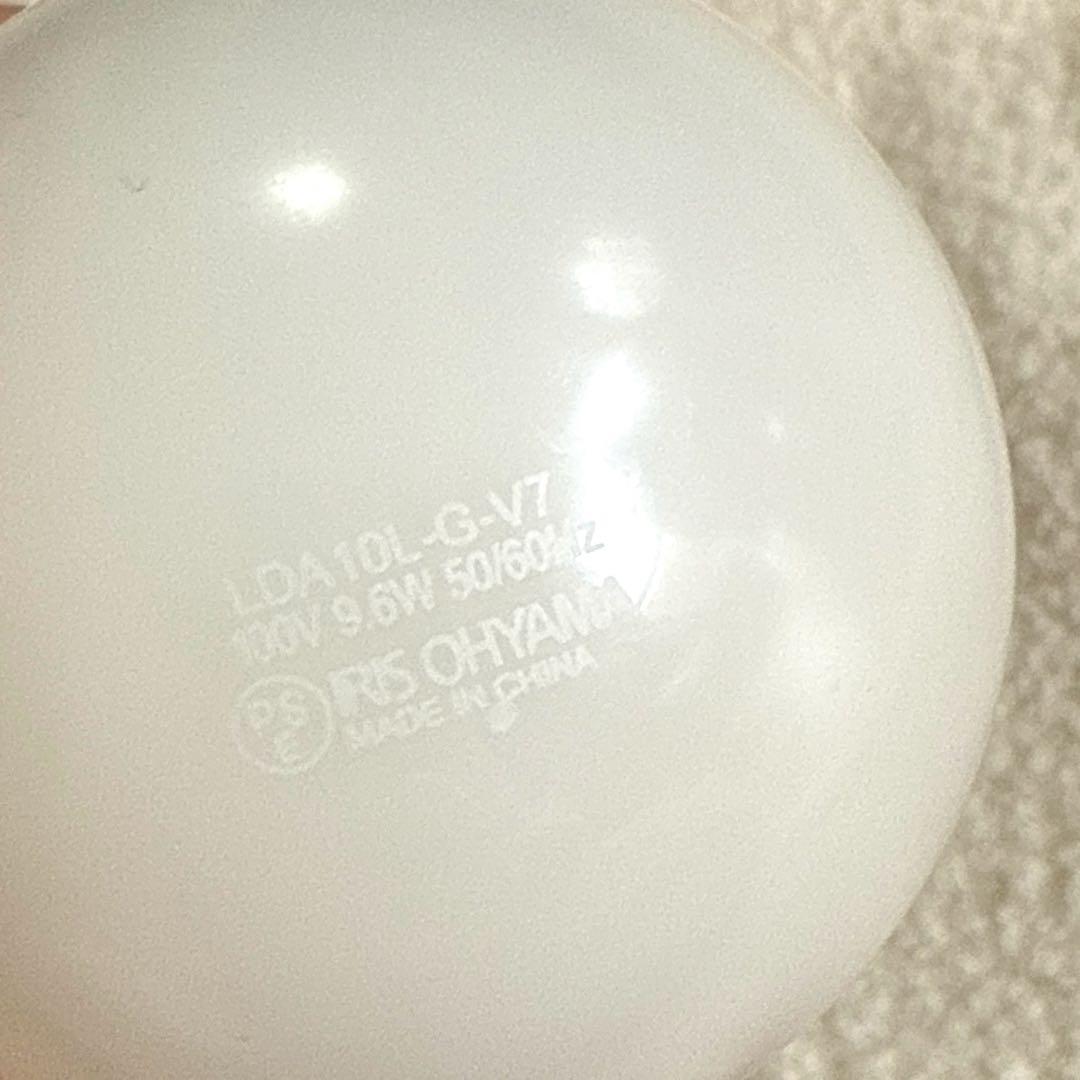 LDA10L-G-V7
100V 9.6W 50/60Hz
IRIS OHYAMA
MADE IN CHINA
PS
E